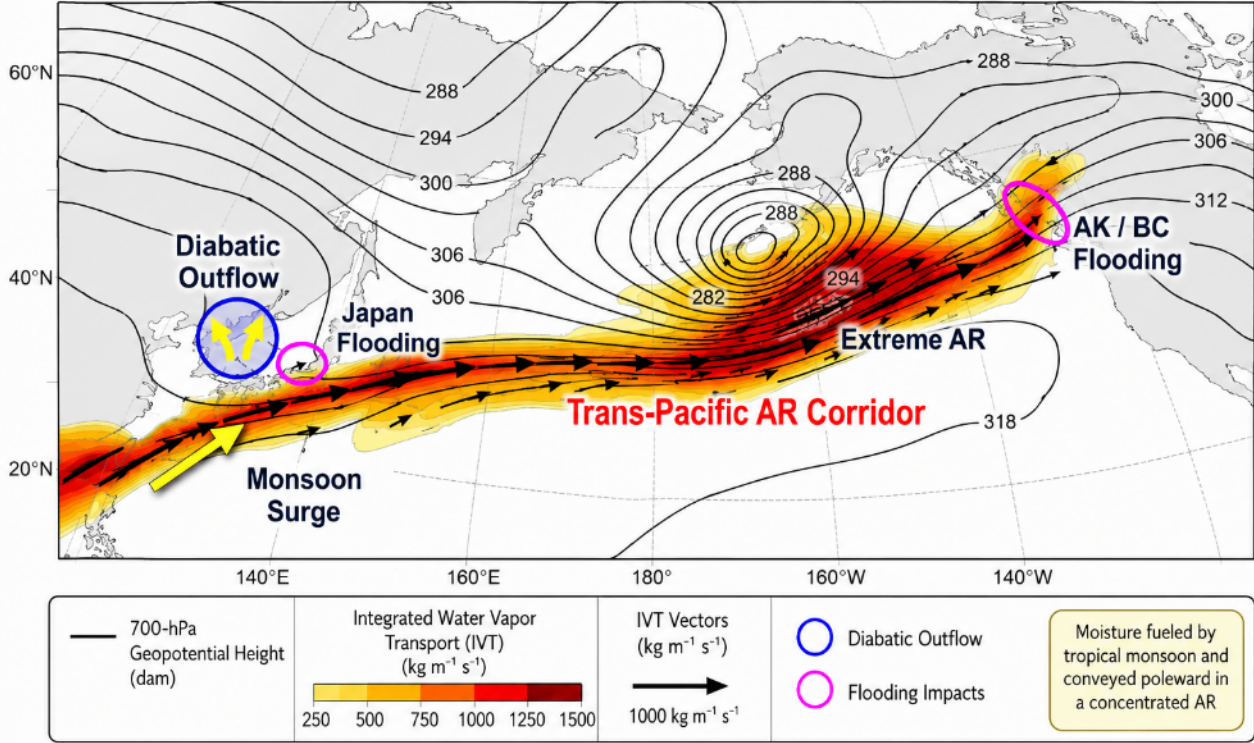 60°N
40°N
20°N
288
294
300
306
306
288
288
282
294
288
300
306
312
318
Diabatic
Outflow
Japan
Flooding
AK / BC
Flooding
Extreme AR
Trans-Pacific AR Corridor
Monsoon
Surge
140°E
160°E
180°
160°W
140°W
700-hPa
Geopotential Height
(dam)
Integrated Water Vapor
Transport (IVT)
(kg m⁻¹ s⁻¹)
250 500 750 1000 1250 1500
IVT Vectors
(kg m⁻¹ s⁻¹)
1000 kg m⁻¹ s⁻¹
Diabatic Outflow
Flooding Impacts
Moisture fueled by
tropical monsoon and
conveyed poleward in
a concentrated AR